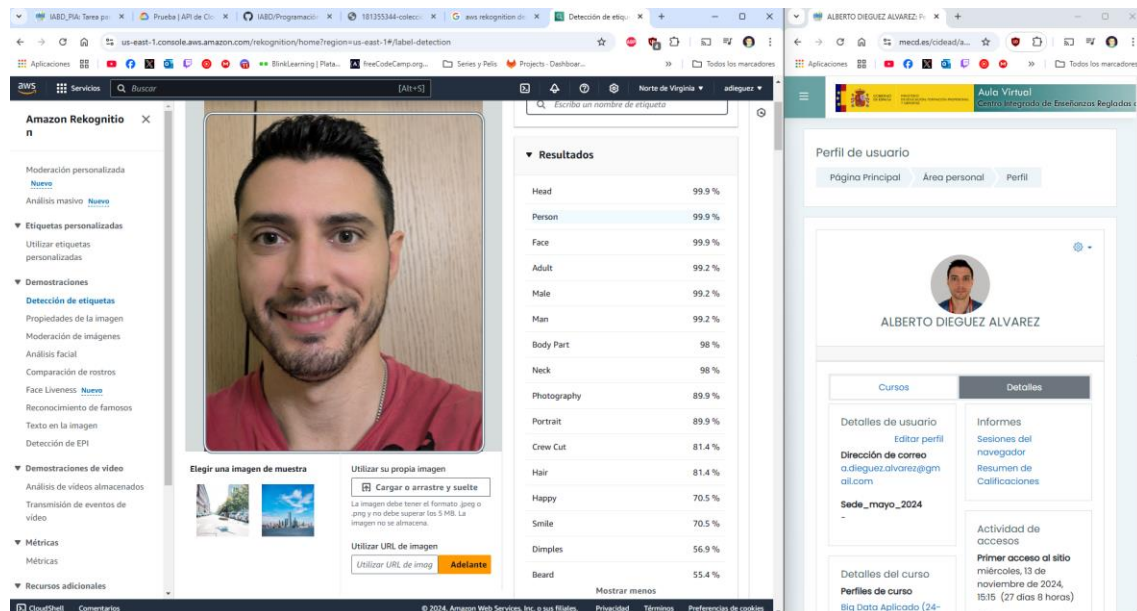 IABD_PIA: Tarea pa
Prueba | API de Clo
IABD/Programació
181355344-colecc
aws rekognition d
Detección de etiqu
us-east-1.console.aws.amazon.com/rekognition/home?region=us-east-1#/label-detection
Aplicaciones
BlinkLearning | Plata...
freeCodeCamp.org...
Series y Pelis
Projects - Dashboar...
Todos los marcadores
aws
Servicios
Buscar
[Alt+S]
Norte de Virginia
adieguez
Amazon Rekognitio
n
Moderación personalizada
Nuevo
Análisis masivo Nuevo
Etiquetas personalizadas
Utilizar etiquetas
personalizadas
Demostraciones
Detección de etiquetas
Propiedades de la imagen
Moderación de imágenes
Análisis facial
Comparación de rostros
Face Liveness Nuevo
Reconocimiento de famosos
Texto en la imagen
Detección de EPI
Demostraciones de vídeo
Análisis de vídeos almacenados
Transmisión de eventos de
vídeo
Métricas
Métricas
Recursos adicionales
Elegir una imagen de muestra
Utilizar su propia imagen
Cargar o arrastre y suelte
La imagen debe tener el formato .jpeg o
.png y no debe superar los 5 MB. La
imagen no se almacena.
Utilizar URL de imagen
Utilizar URL de imag
Adelante
Escriba un nombre de etiqueta
Resultados
Head 99.9 %
Person 99.9 %
Face 99.9 %
Adult 99.2 %
Male 99.2 %
Man 99.2 %
Body Part 98 %
Neck 98 %
Photography 89.9 %
Portrait 89.9 %
Crew Cut 81.4 %
Hair 81.4 %
Happy 70.5 %
Smile 70.5 %
Dimples 56.9 %
Beard 55.4 %
Mostrar menos
CloudShell
Comentarios
© 2024, Amazon Web Services, Inc. o sus filiales.
Privacidad
Términos
Preferencias de cookies
ALBERTO DIEGUEZ ALVAREZ: Pe
mecd.es/cidead/a...
Aplicaciones
Todos los marcadores
Aula Virtual
Centro Integrado de Enseñanzas Regladas
Perfil de usuario
Página Principal
Área personal
Perfil
ALBERTO DIEGUEZ ALVAREZ
Cursos
Detalles
Detalles de usuario
Editar perfil
Dirección de correo
a.dieguez.alvarez@gm
ail.com
Sede_mayo_2024
-
Detalles del curso
Perfiles de curso
Big Data Aplicado (24-
Informes
Sesiones del
navegador
Resumen de
Calificaciones
Actividad de
accesos
Primer acceso al sitio
miércoles, 13 de
noviembre de 2024,
15:15 (27 días 8 horas)